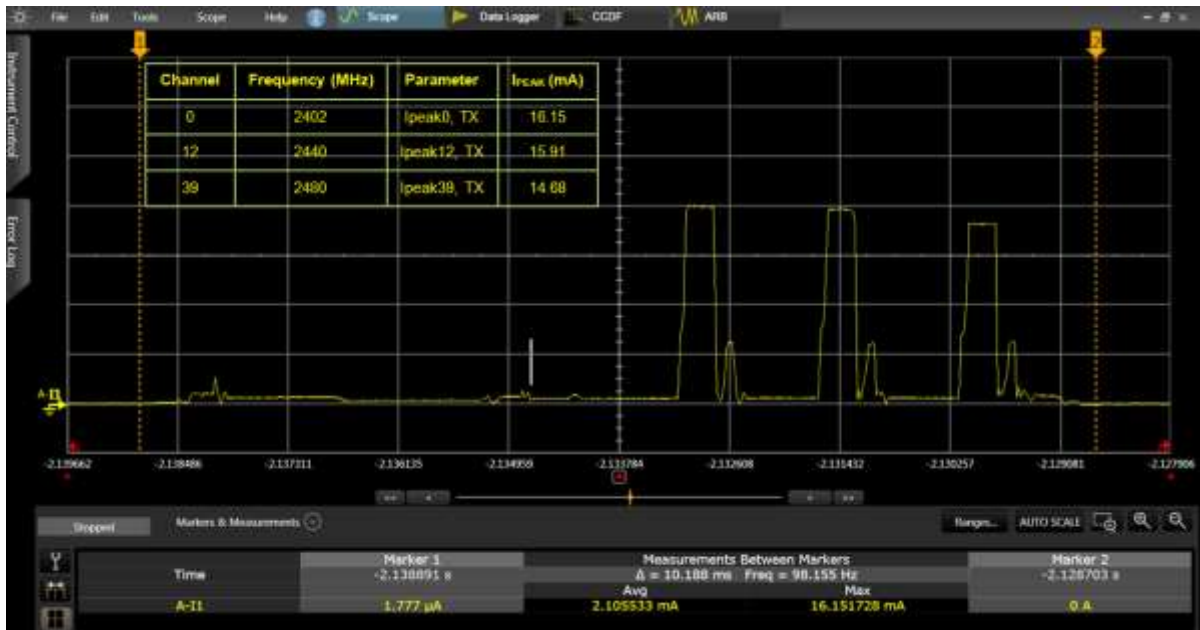 File Edit Tools Scope Help Scope Data Logger CCDF ARB
1 2
Instrument Control
Error Log
Channel Frequency (MHz) Parameter IPEAK (mA)
0 2402 Ipeak0, TX 16.15
12 2440 Ipeak12, TX 15.91
39 2480 Ipeak39, TX 14.68
A-I1
-2.139662 -2.138486 -2.137311 -2.136135 -2.134959 -2.133784 -2.132608 -2.131432 -2.130257 -2.129081 -2.127906
<< < > >>
Stopped Markers & Measurements Ranges... AUTO SCALE
Marker 1 Measurements Between Markers Marker 2
Time -2.138891 s Δ = 10.188 ms Freq = 98.155 Hz -2.128703 s
Avg Max
A-I1 1.777 µA 2.105533 mA 16.151728 mA 0 A